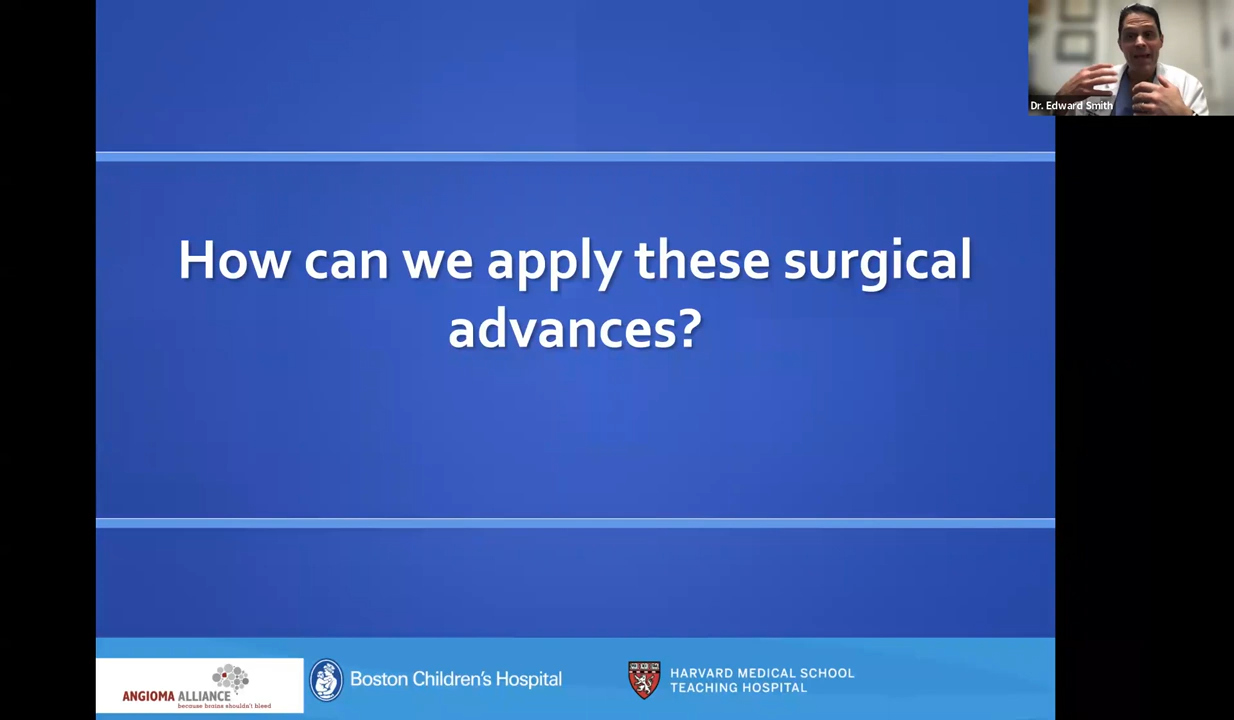 Dr. Edward Smith
How can we apply these surgical
advances?
ANGIOMA ALLIANCE
because brains shouldn't bleed
Boston Children's Hospital
HARVARD MEDICAL SCHOOL
TEACHING HOSPITAL